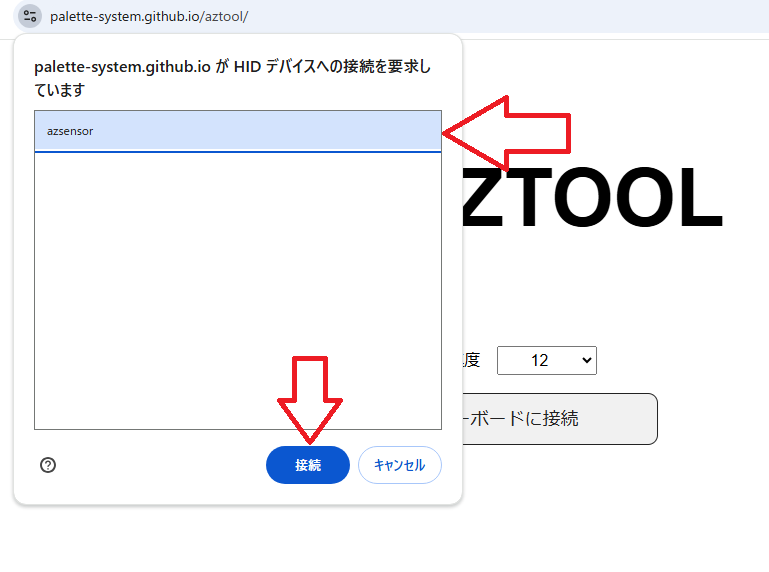 palette-system.github.io/aztool/
palette-system.github.io が HID デバイスへの接続を要求し
ています
azsensor
ZTOOL
度
12
ーボードに接続
接続
キャンセル